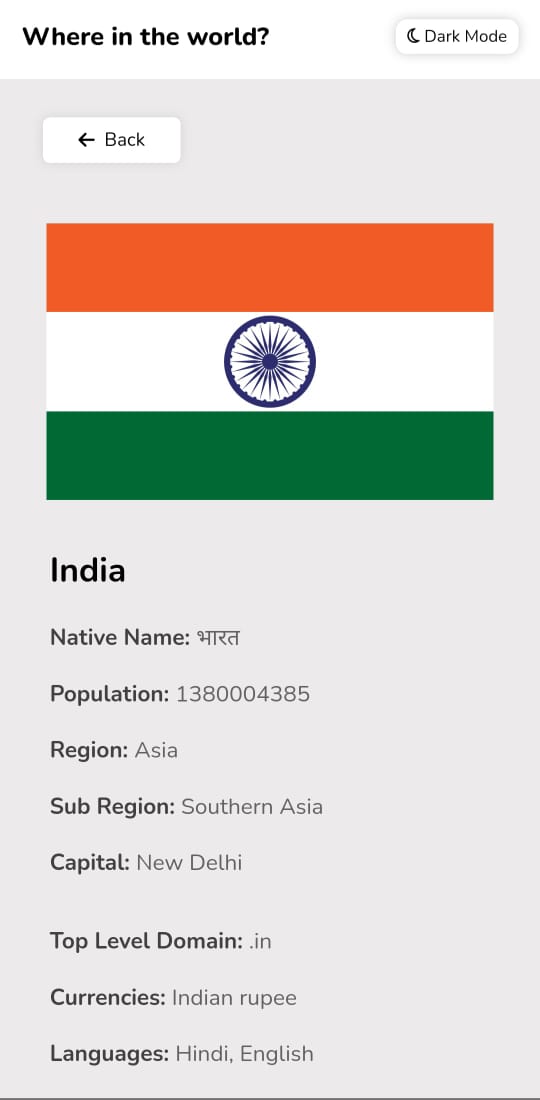 Where in the world?
Dark Mode
Back
India
Native Name: भारत
Population: 1380004385
Region: Asia
Sub Region: Southern Asia
Capital: New Delhi
Top Level Domain: .in
Currencies: Indian rupee
Languages: Hindi, English